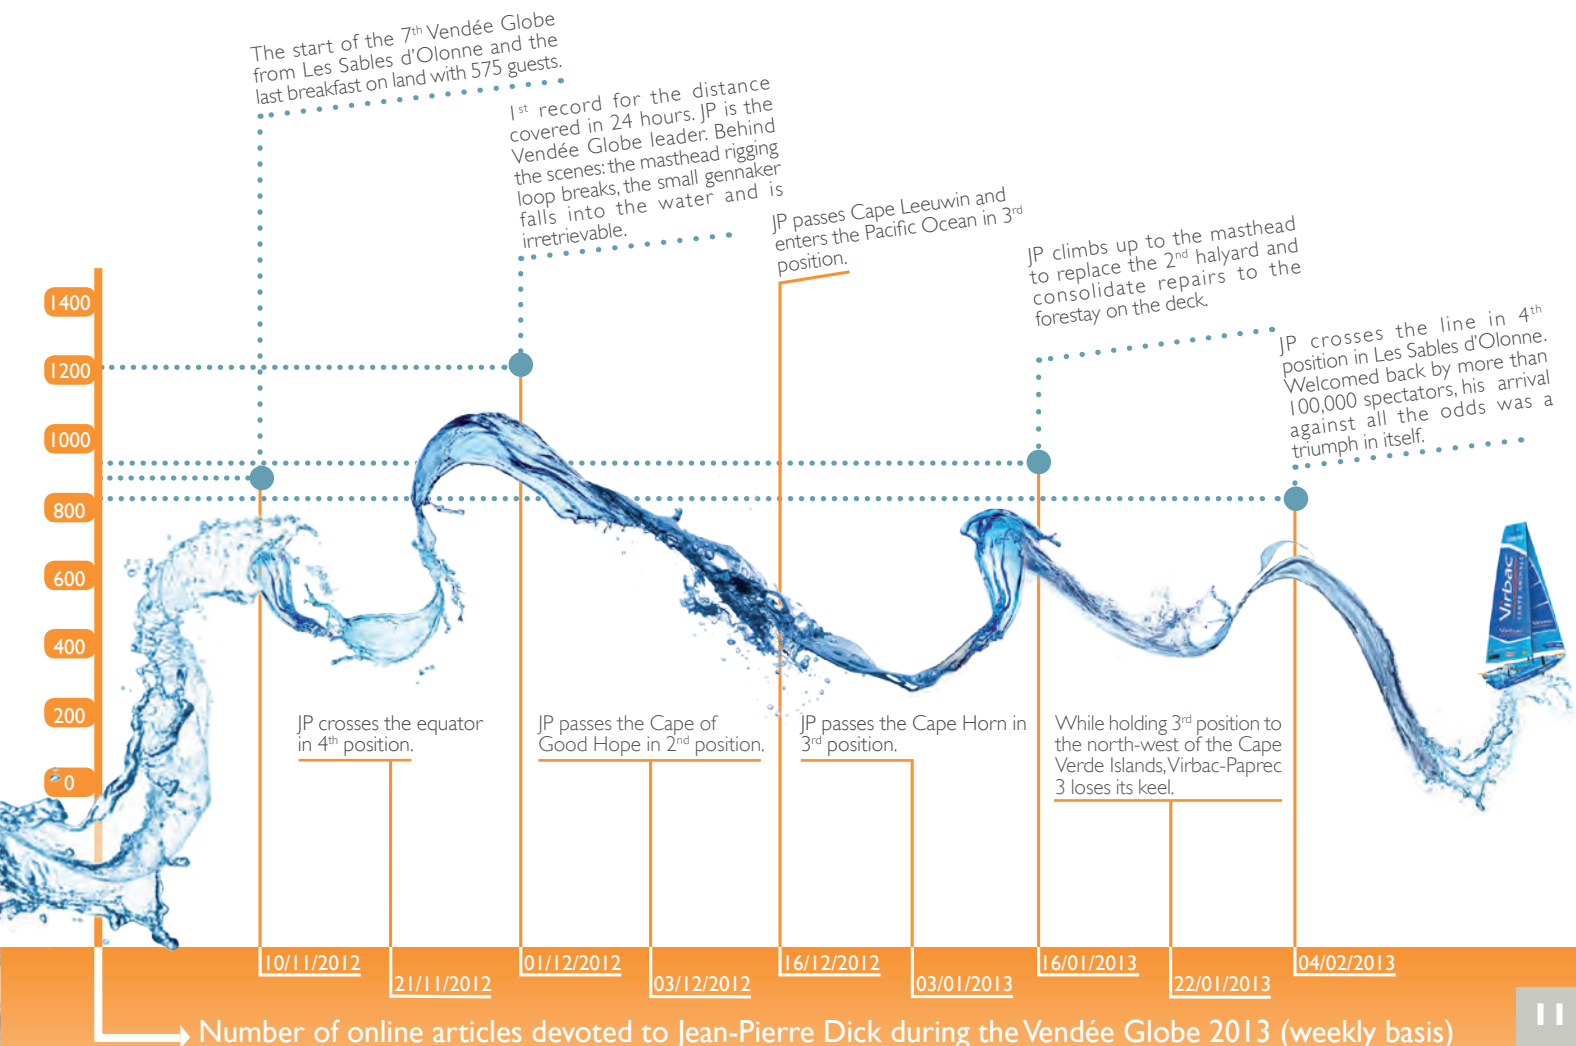 The start of the 7th Vendée Globe
from Les Sables d'Olonne and the
last breakfast on land with 575 guests.
1st record for the distance
covered in 24 hours. JP is the
Vendée Globe leader. Behind
the scenes: the masthead rigging
loop breaks, the small gennaker
falls into the water and is
irretrievable.
JP passes Cape Leeuwin and
enters the Pacific Ocean in 3rd
position.
JP climbs up to the masthead
to replace the 2nd halyard and
consolidate repairs to the
forestay on the deck.
JP crosses the line in 4th
position in Les Sables d'Olonne.
Welcomed back by more than
100,000 spectators, his arrival
against all the odds was a
triumph in itself.
1400
1200
1000
800
600
400
200
0
Virbac
JP crosses the equator
in 4th position.
JP passes the Cape of
Good Hope in 2nd position.
JP passes the Cape Horn in
3rd position.
While holding 3rd position to
the north-west of the Cape
Verde Islands, Virbac-Paprec
3 loses its keel.
10/11/2012
21/11/2012
01/12/2012
03/12/2012
16/12/2012
03/01/2013
16/01/2013
22/01/2013
04/02/2013
Number of online articles devoted to Jean-Pierre Dick during the Vendée Globe 2013 (weekly basis)
11